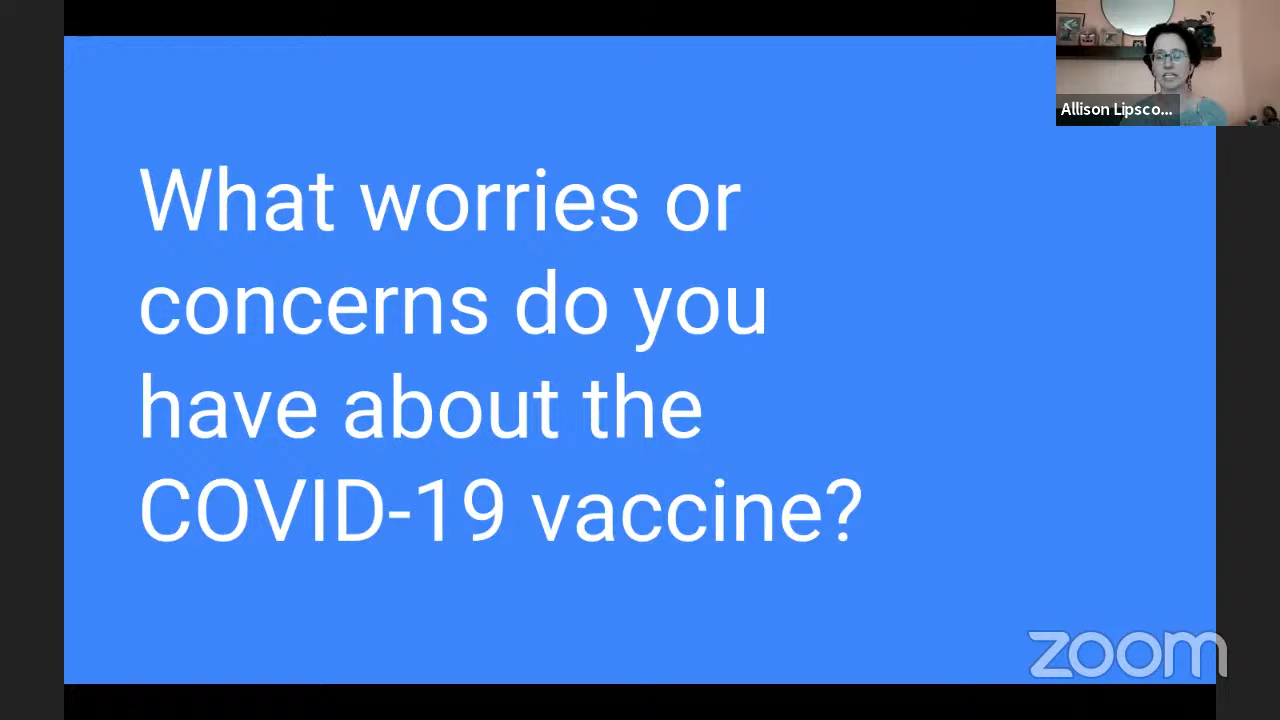 Allison Lipsco...
What worries or
concerns do you
have about the
COVID-19 vaccine?
zoom